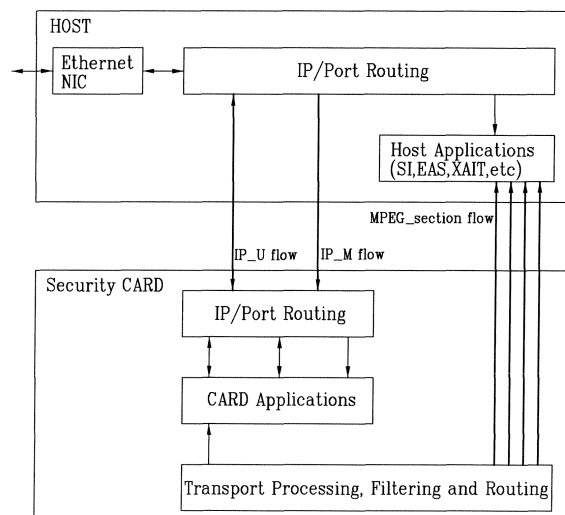 HOST
Ethernet
NIC
IP/Port Routing
Host Applications
(SI,EAS,XAIT,etc)
MPEG_section flow
IP_U flow
IP_M flow
Security CARD
IP/Port Routing
CARD Applications
Transport Processing, Filtering and Routing